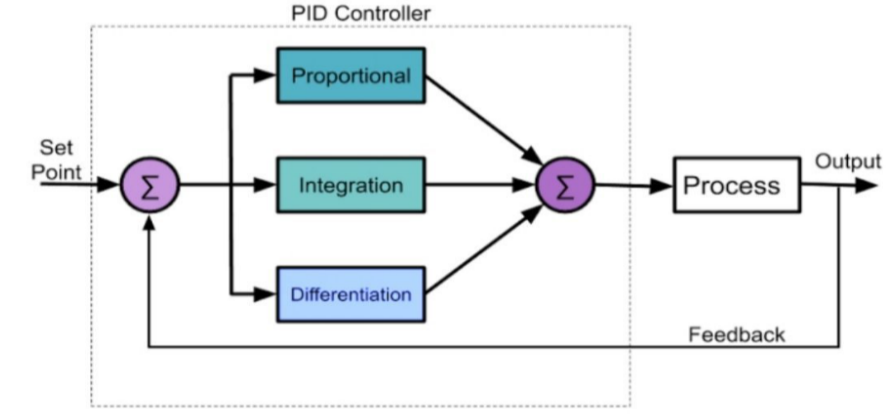 PID Controller
Proportional
Set
Point
Σ
Integration
Σ
Process
Output
Differentiation
Feedback